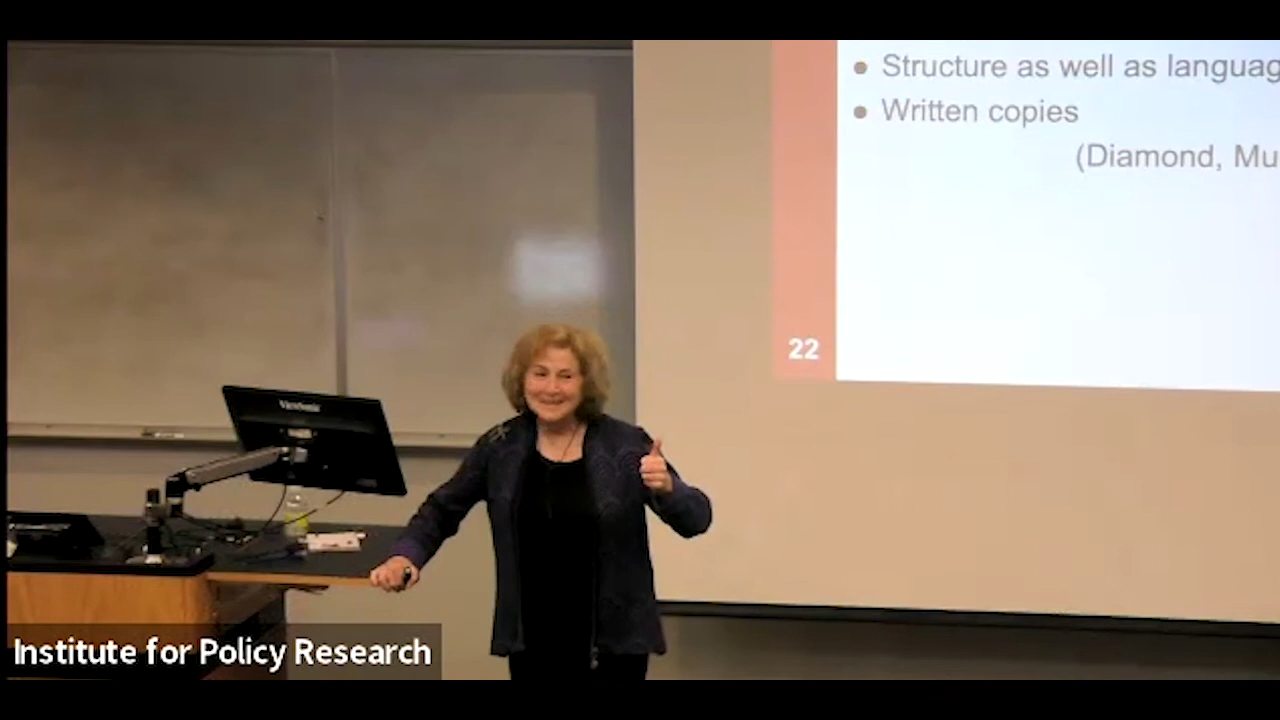 Structure as well as languag
Written copies
(Diamond, Mu
22
ViewSonic
Institute for Policy Research